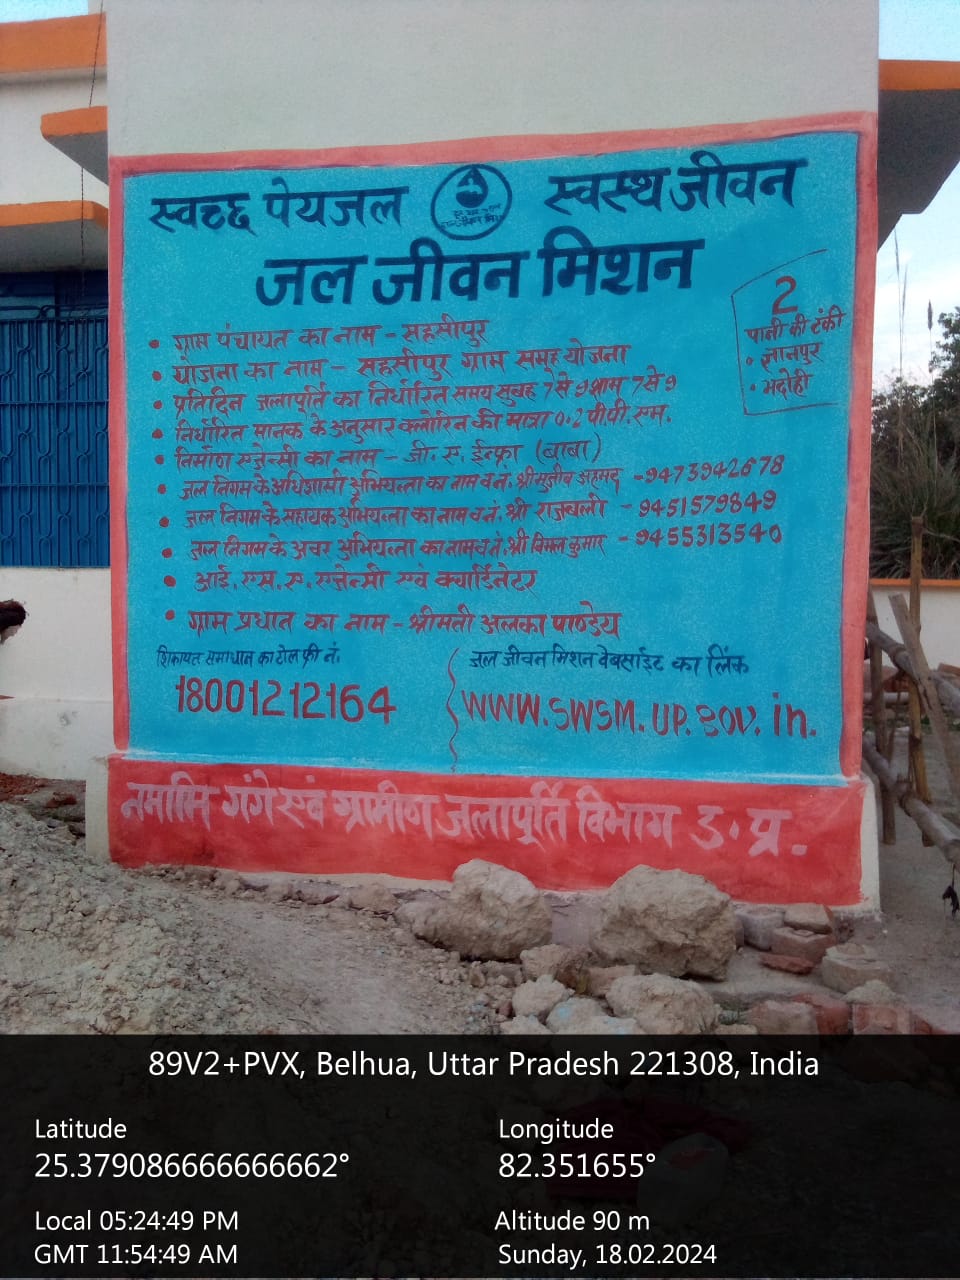 स्वच्छ पेयजल
स्वस्थ जीवन
जल जीवन मिशन
2
पानी की टंकी
• ज्ञानपुर
• भदोही
• ग्राम पंचायत का नाम - सहसीपुर
• योजना का नाम - सहसीपुर ग्राम समूह योजना
• प्रतिदिन जलापूर्ति का निर्धारित समय सुबह 7 से 9 शाम 7 से 9
• निर्धारित मानक के अनुसार क्लोरिन की मात्रा 0.2 पी.पी.एम.
• निर्माण एजेन्सी का नाम - जी.ए. ईन्फ्रा (बाबा)
• जल निगम के अधिशासी अभियन्ता का नाम व नं. श्री मुजीब अहमद - 9473942678
• जल निगम के सहायक अभियन्ता का नाम व नं. श्री राजबली - 9451579849
• जल निगम के अवर अभियन्ता का नाम व नं. श्री विमल कुमार - 9455313540
• आई.एस.ए. एजेन्सी एवं क्वार्डिनेटर
• ग्राम प्रधान का नाम - श्रीमती अलका पाण्डेय
शिकायत समाधान का टोल फ्री नं.
18001212164
जल जीवन मिशन वेबसाईट का लिंक
WWW.SWSM.UP.gov.in.
नमामि गंगे एवं ग्रामीण जलापूर्ति विभाग उ.प्र.
89V2+PVX, Belhua, Uttar Pradesh 221308, India
Latitude
25.379086666666662°
Longitude
82.351655°
Local 05:24:49 PM
GMT 11:54:49 AM
Altitude 90 m
Sunday, 18.02.2024